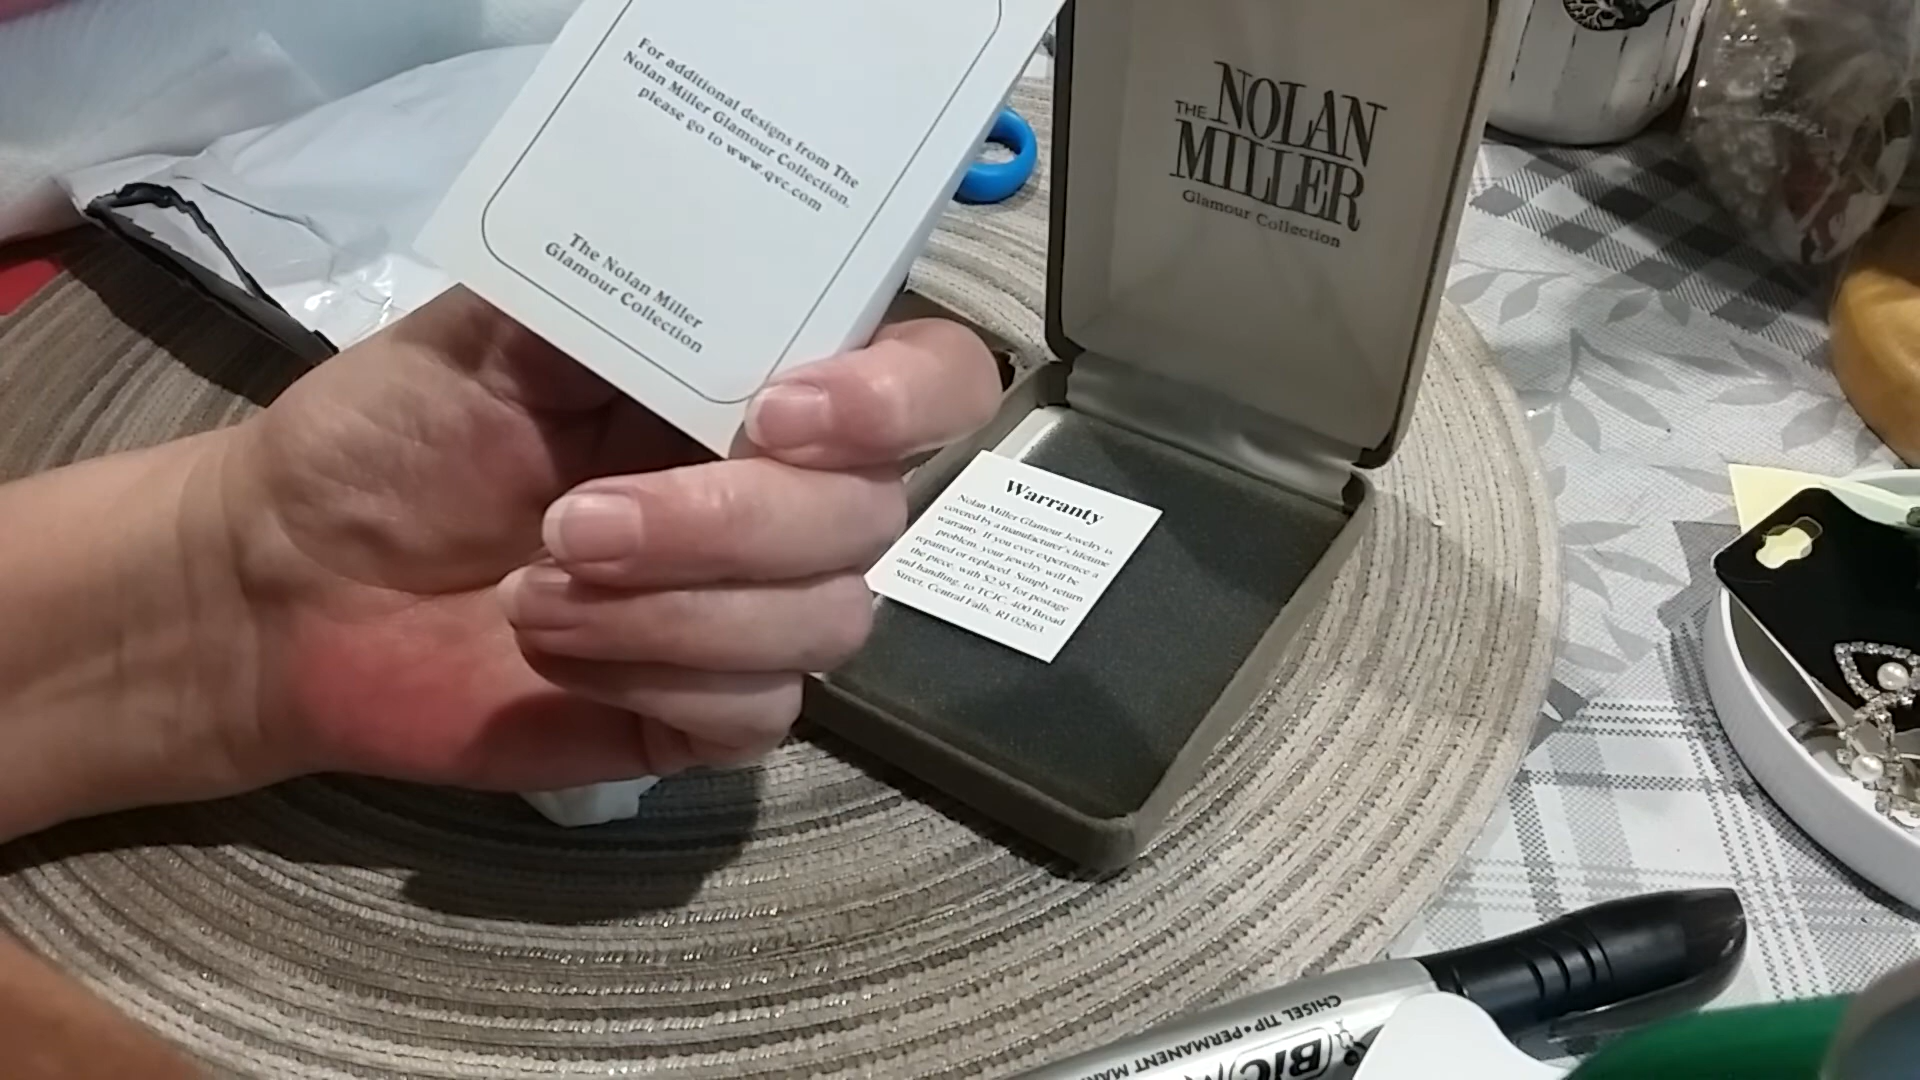 For additional designs from The
Nolan Miller Glamour Collection,
please go to www.qvc.com
The Nolan Miller
Glamour Collection
THE NOLAN
MILLER
Glamour Collection
Warranty
Nolan Miller Glamour Jewelry is
covered by a manufacturer's lifetime
warranty. If you ever experience a
problem, your jewelry will be
repaired or replaced. Simply return
the piece, with $2.95 for postage
and handling, to TCJC, 400 Broad
Street, Central Falls, RI 02863.
CHISEL TIP • PERMANENT
BIC